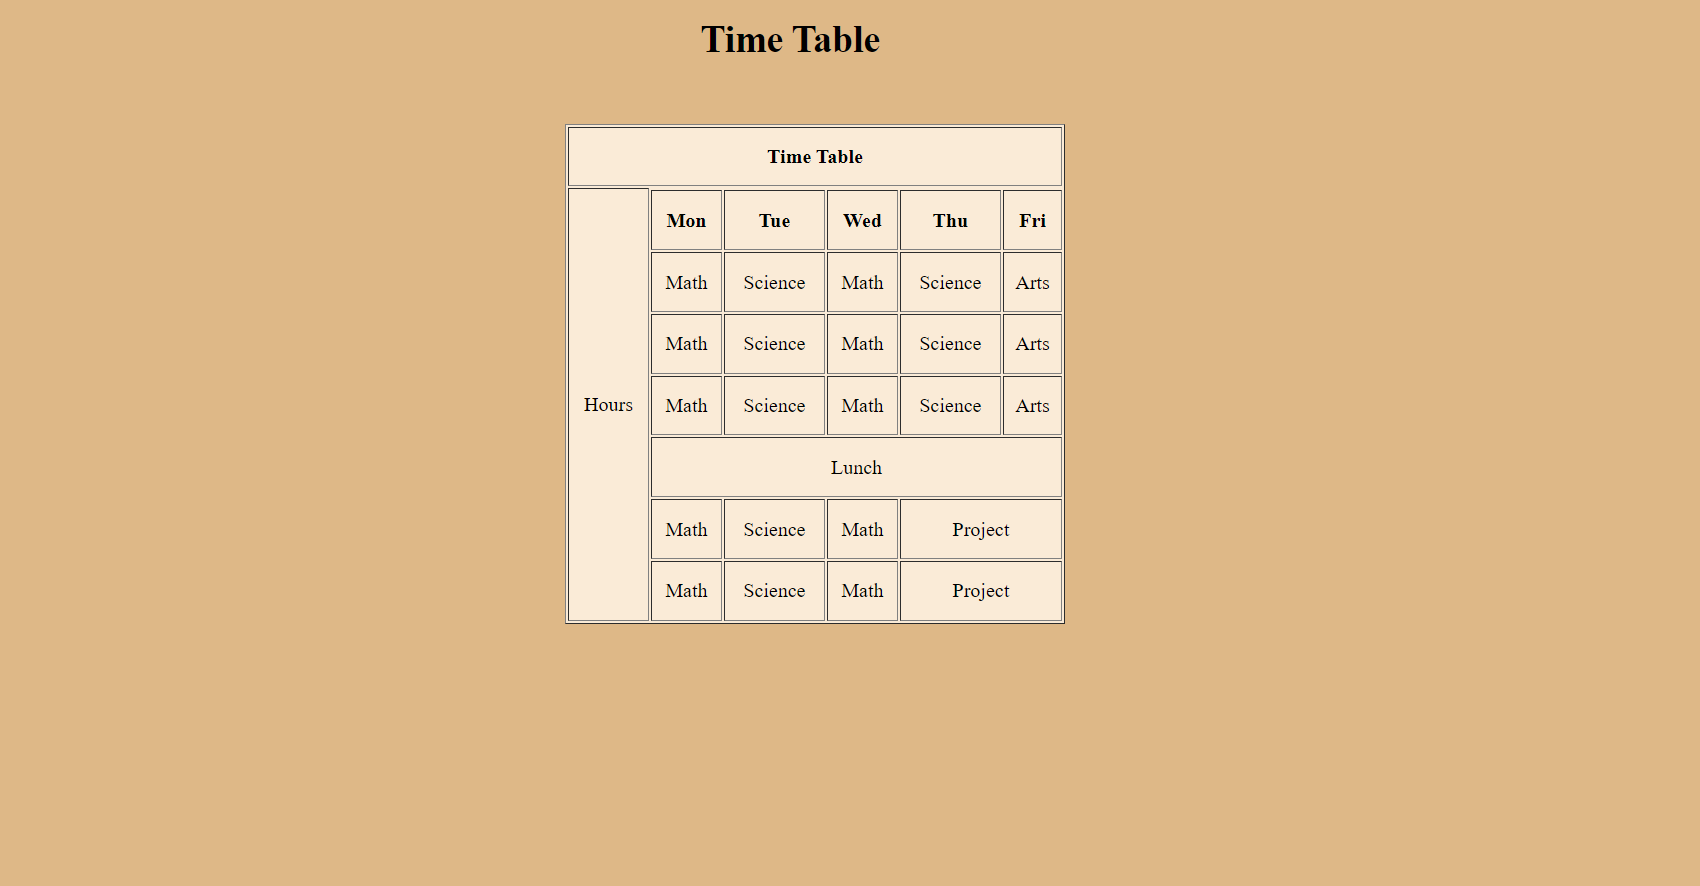 Time Table
Time Table
Mon Tue Wed Thu Fri
Math Science Math Science Arts
Math Science Math Science Arts
Hours Math Science Math Science Arts
Lunch
Math Science Math Project
Math Science Math Project